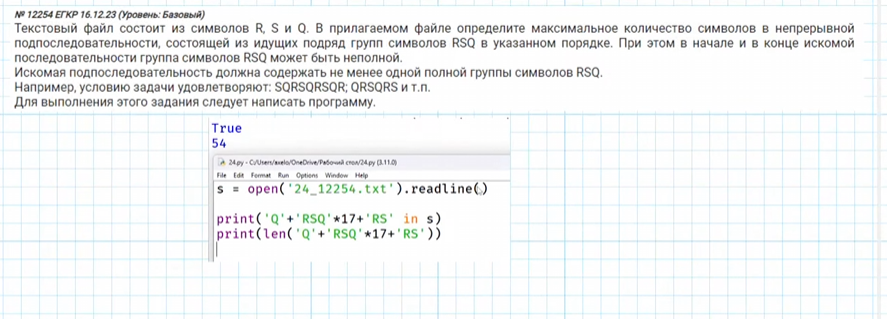 № 12254 ЕГКР 16.12.23 (Уровень: Базовый)
Текстовый файл состоит из символов R, S и Q. В прилагаемом файле определите максимальное количество символов в непрерывной
подпоследовательности, состоящей из идущих подряд групп символов RSQ в указанном порядке. При этом в начале и в конце искомой
последовательности группа символов RSQ может быть неполной.
Искомая подпоследовательность должна содержать не менее одной полной группы символов RSQ.
Например, условию задачи удовлетворяют: SQRSQRSQR; QRSQRS и т.п.
Для выполнения этого задания следует написать программу.
True
54
24.py - C:/Users/axelo/OneDrive/Рабочий стол/24.py (3.11.0)
File Edit Format Run Options Window Help
s = open('24_12254.txt').readline()
print('Q'+'RSQ'*17+'RS' in s)
print(len('Q'+'RSQ'*17+'RS'))